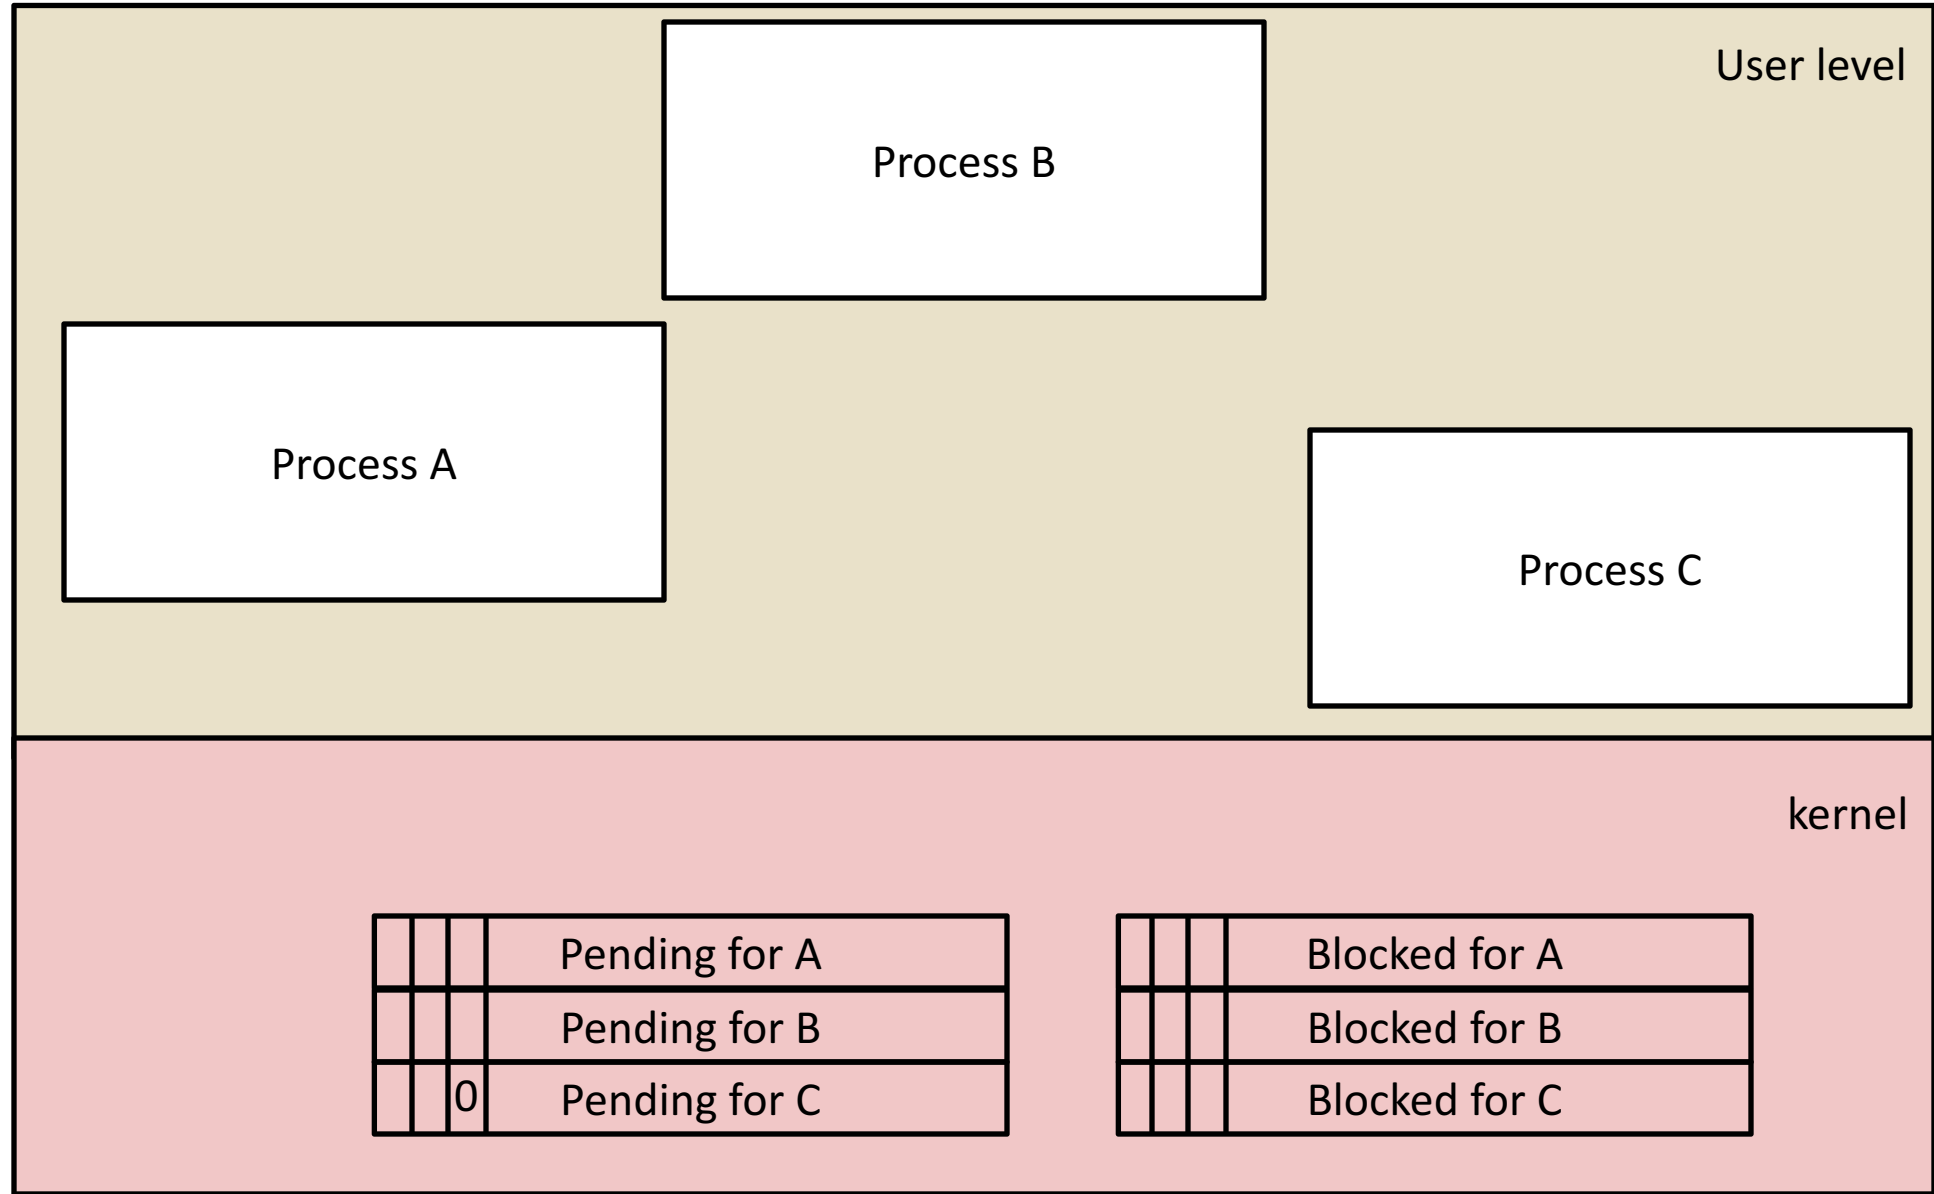 User level
Process B
Process A
Process C
kernel
Pending for A
Blocked for A
Pending for B
Blocked for B
0 Pending for C
Blocked for C